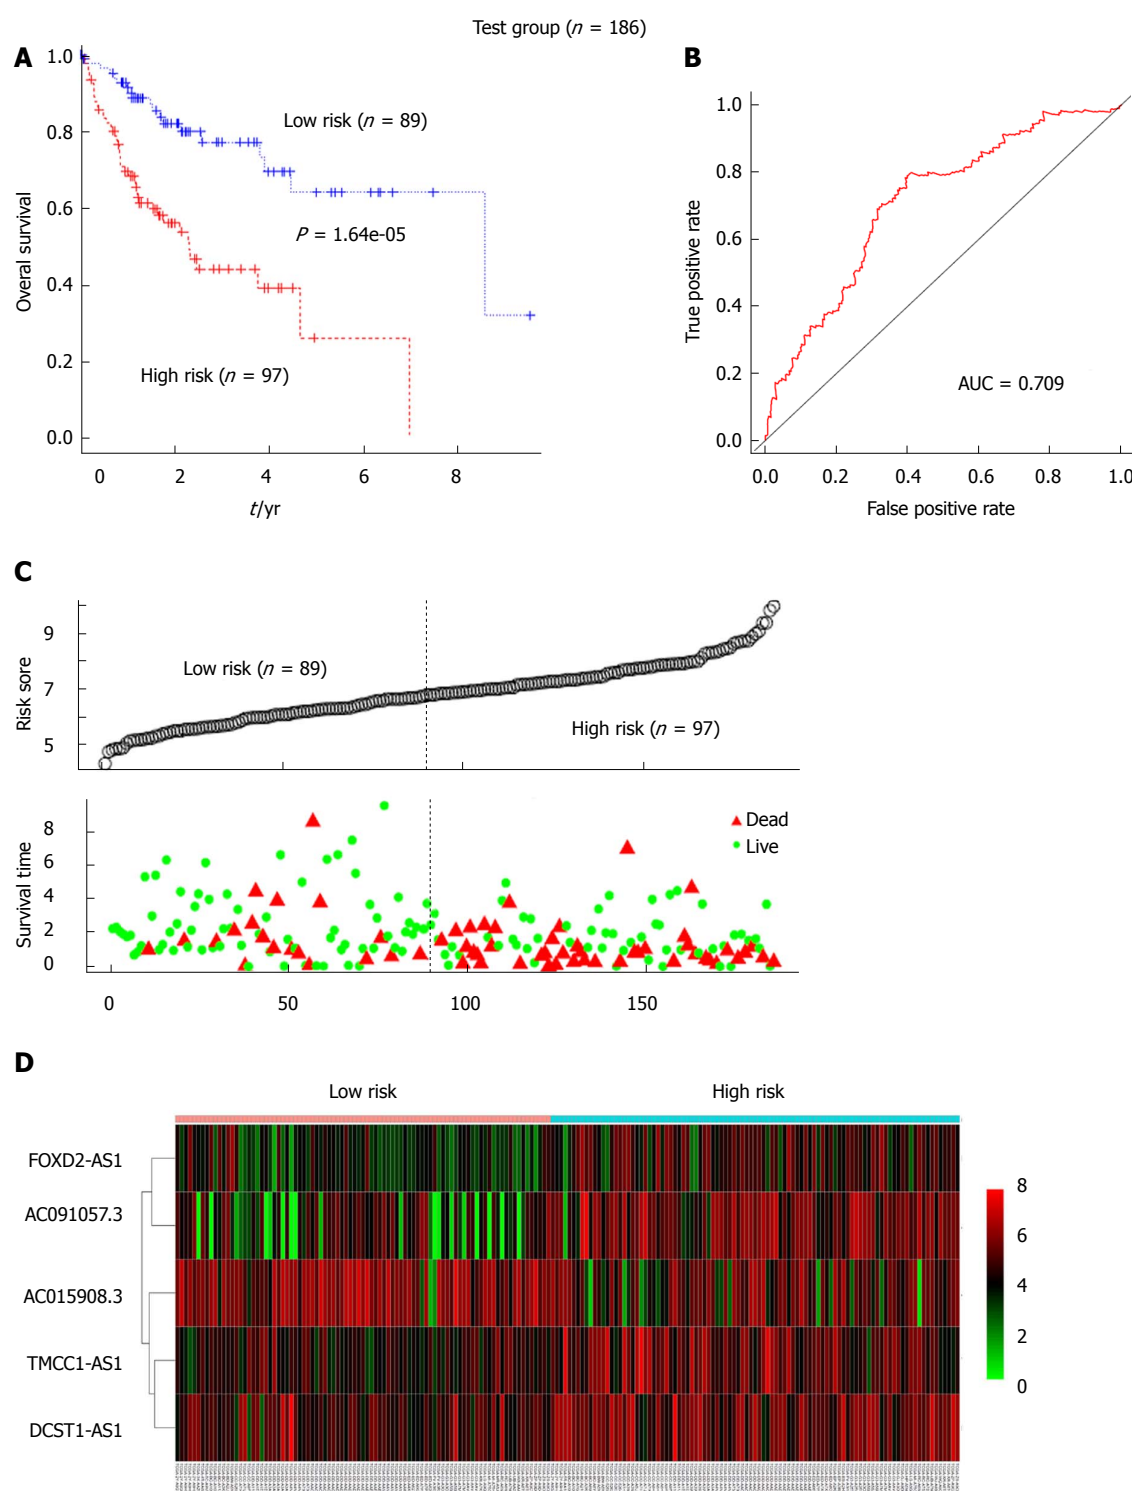 Test group (n = 186)
A
1.0
0.8
0.6
0.4
0.2
0.0
Overal survival
Low risk (n = 89)
P = 1.64e-05
High risk (n = 97)
0 2 4 6 8
t/yr
B
1.0
0.8
0.6
0.4
0.2
0.0
True positive rate
AUC = 0.709
0.0 0.2 0.4 0.6 0.8 1.0
False positive rate
C
9
7
5
Risk sore
Low risk (n = 89)
High risk (n = 97)
8
6
4
2
0
Survival time
Dead
Live
0 50 100 150
D
Low risk High risk
FOXD2-AS1
AC091057.3
AC015908.3
TMCC1-AS1
DCST1-AS1
8
6
4
2
0